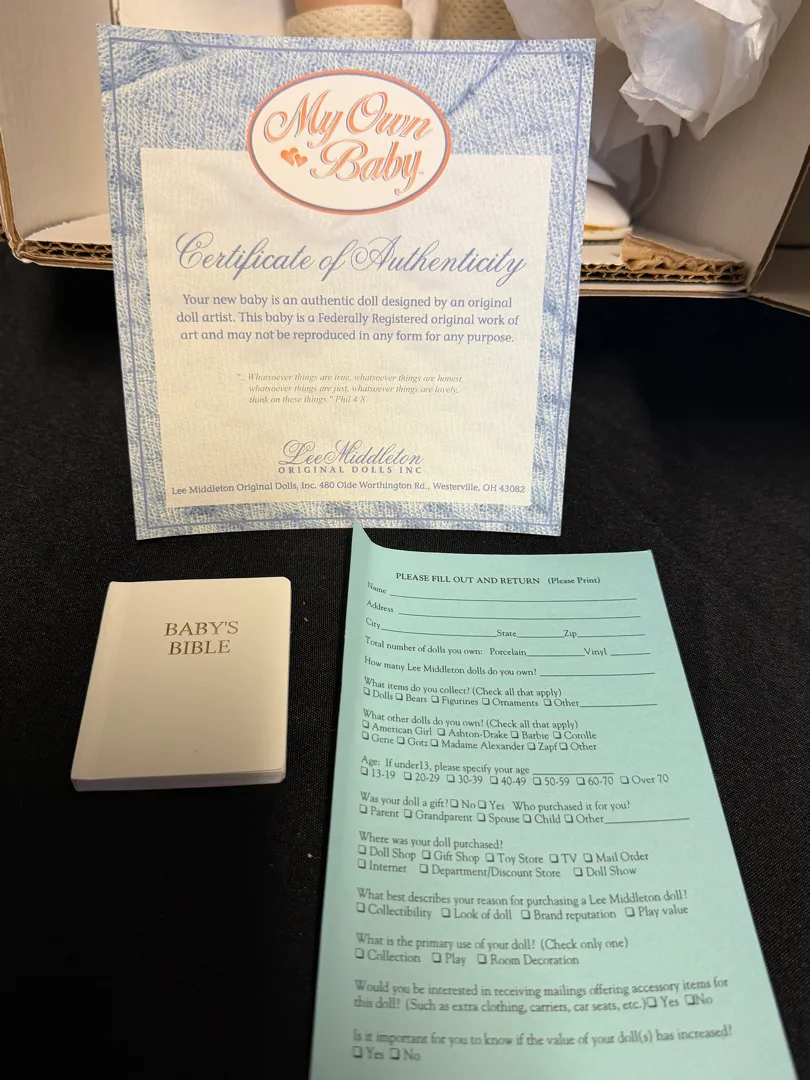 My Own
Baby™
Certificate of Authenticity
Your new baby is an authentic doll designed by an original
doll artist. This baby is a Federally Registered original work of
art and may not be reproduced in any form for any purpose.
"...Whatsoever things are true, whatsoever things are honest,
whatsoever things are just, whatsoever things are lovely,
think on these things." Phil 4:8
Lee Middleton
ORIGINAL DOLLS INC
Lee Middleton Original Dolls, Inc. 480 Olde Worthington Rd., Westerville, OH 43082
BABY'S
BIBLE
PLEASE FILL OUT AND RETURN (Please Print)
Name
Address
City State Zip
Total number of dolls you own: Porcelain Vinyl
How many Lee Middleton dolls do you own?
What items do you collect? (Check all that apply)
❏ Dolls ❏ Bears ❏ Figurines ❏ Ornaments ❏ Other
What other dolls do you own? (Check all that apply)
❏ American Girl ❏ Ashton-Drake ❏ Barbie ❏ Corolle
❏ Gene ❏ Gotz ❏ Madame Alexander ❏ Zapf ❏ Other
Age: If under13, please specify your age
❏ 13-19 ❏ 20-29 ❏ 30-39 ❏ 40-49 ❏ 50-59 ❏ 60-70 ❏ Over 70
Was your doll a gift? ❏ No ❏ Yes Who purchased it for you?
❏ Parent ❏ Grandparent ❏ Spouse ❏ Child ❏ Other
Where was your doll purchased?
❏ Doll Shop ❏ Gift Shop ❏ Toy Store ❏ TV ❏ Mail Order
❏ Internet ❏ Department/Discount Store ❏ Doll Show
What best describes your reason for purchasing a Lee Middleton doll?
❏ Collectibility ❏ Look of doll ❏ Brand reputation ❏ Play value
What is the primary use of your doll? (Check only one)
❏ Collection ❏ Play ❏ Room Decoration
Would you be interested in receiving mailings offering accessory items for
this doll? (Such as extra clothing, carriers, car seats, etc.) ❏ Yes ❏ No
Is it important for you to know if the value of your doll(s) has increased?
❏ Yes ❏ No